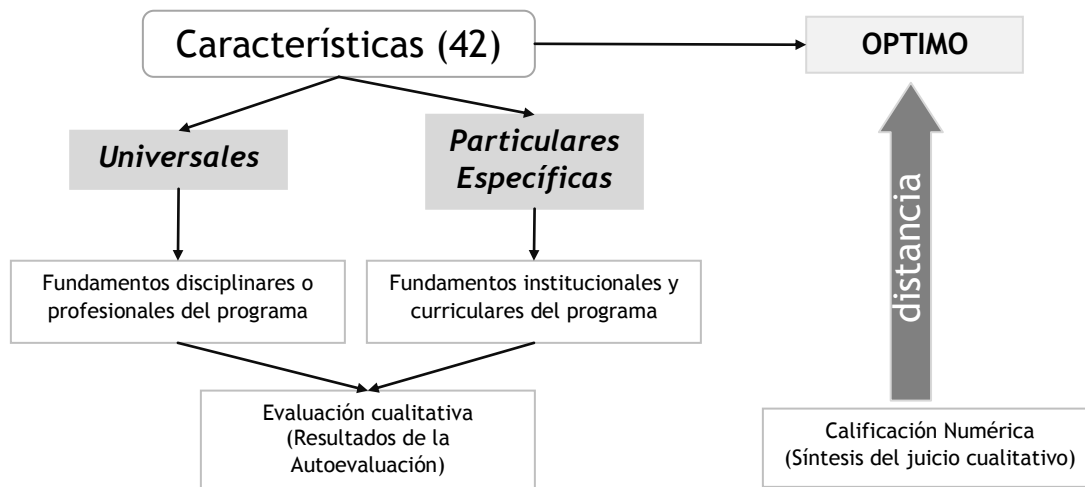 Características (42)
OPTIMO
Universales
Particulares
Específicas
distancia
Fundamentos disciplinares o
profesionales del programa
Fundamentos institucionales y
curriculares del programa
Evaluación cualitativa
(Resultados de la
Autoevaluación)
Calificación Numérica
(Síntesis del juicio cualitativo)